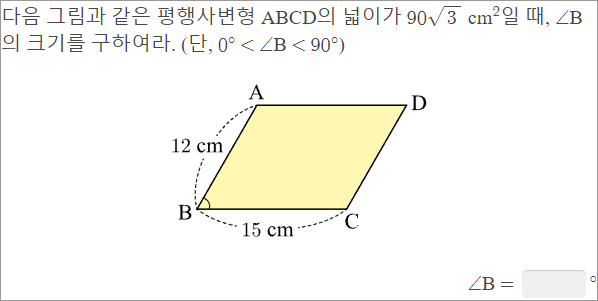 다음 그림과 같은 평행사변형 ABCD의 넓이가 90√3 cm²일 때, ∠B
의 크기를 구하여라. (단, 0° < ∠B < 90°)
A
D
12 cm
B
C
15 cm
∠B = °